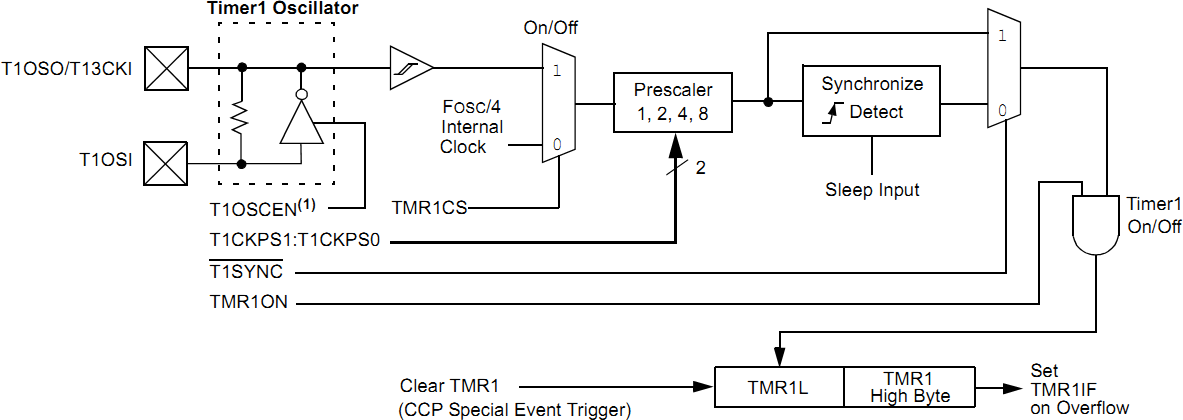 Timer1 Oscillator
T1OSO/T13CKI
T1OSI
On/Off
1
0
FOSC/4
Internal
Clock
Prescaler
1, 2, 4, 8
2
Synchronize
Detect
Sleep Input
1
0
T1OSCEN(1)
TMR1CS
T1CKPS1:T1CKPS0
T1SYNC
TMR1ON
Timer1
On/Off
Clear TMR1
(CCP Special Event Trigger)
TMR1L
TMR1
High Byte
Set
TMR1IF
on Overflow